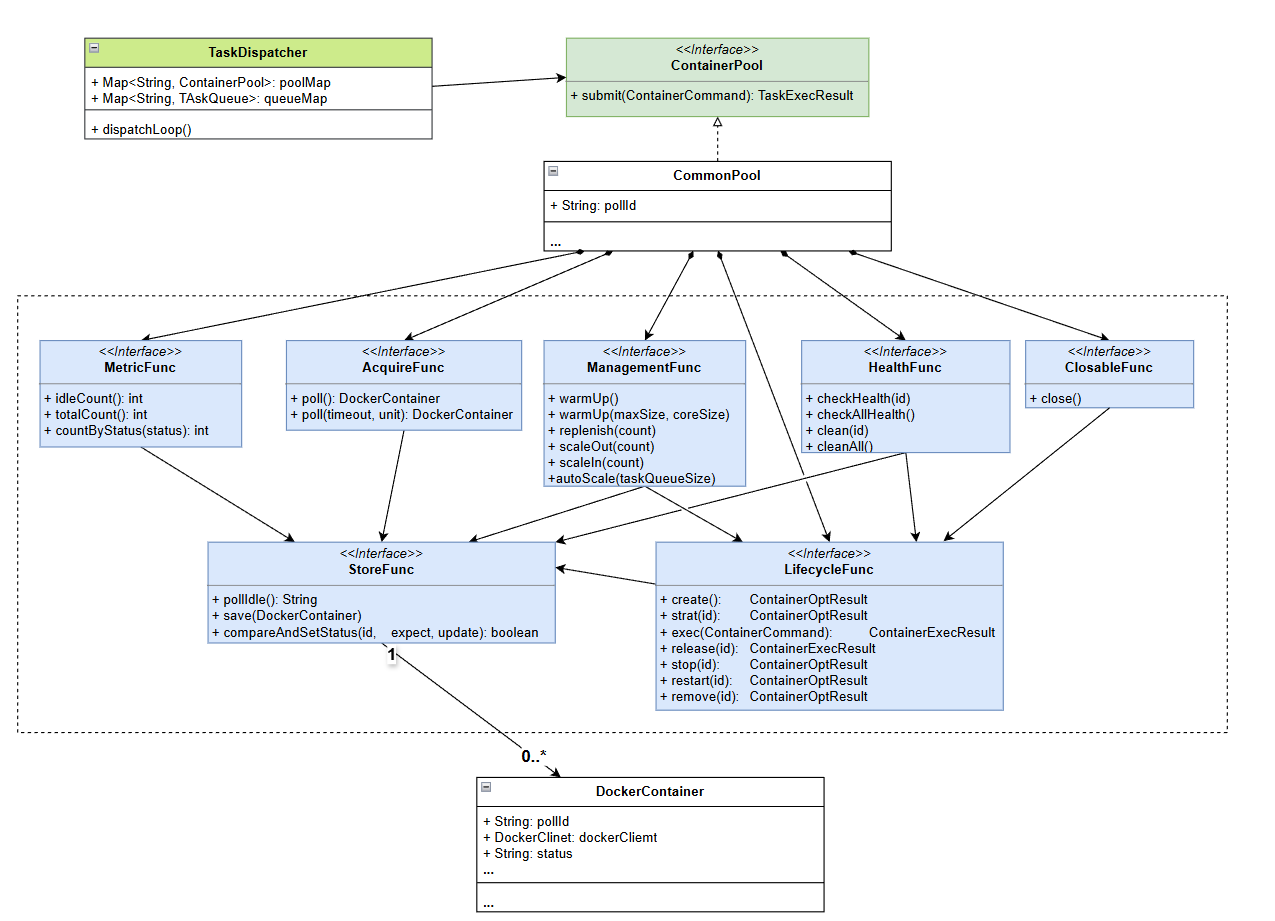 TaskDispatcher
+ Map<String, ContainerPool>: poolMap
+ Map<String, TAskQueue>: queueMap
+ dispatchLoop()
<<Interface>>
ContainerPool
+ submit(ContainerCommand): TaskExecResult
CommonPool
+ String: pollId
...
<<Interface>>
MetricFunc
+ idleCount(): int
+ totalCount(): int
+ countByStatus(status): int
<<Interface>>
AcquireFunc
+ poll(): DockerContainer
+ poll(timeout, unit): DockerContainer
<<Interface>>
ManagementFunc
+ warmUp()
+ warmUp(maxSize, coreSize)
+ replenish(count)
+ scaleOut(count)
+ scaleIn(count)
+autoScale(taskQueueSize)
<<Interface>>
HealthFunc
+ checkHealth(id)
+ checkAllHealth()
+ clean(id)
+ cleanAll()
<<Interface>>
ClosableFunc
+ close()
<<Interface>>
StoreFunc
+ pollIdle(): String
+ save(DockerContainer)
+ compareAndSetStatus(id, expect, update): boolean
<<Interface>>
LifecycleFunc
+ create(): ContainerOptResult
+ strat(id): ContainerOptResult
+ exec(ContainerCommand): ContainerExecResult
+ release(id): ContainerExecResult
+ stop(id): ContainerOptResult
+ restart(id): ContainerOptResult
+ remove(id): ContainerOptResult
1
0..*
DockerContainer
+ String: pollId
+ DockerClinet: dockerCliemt
+ String: status
...
...